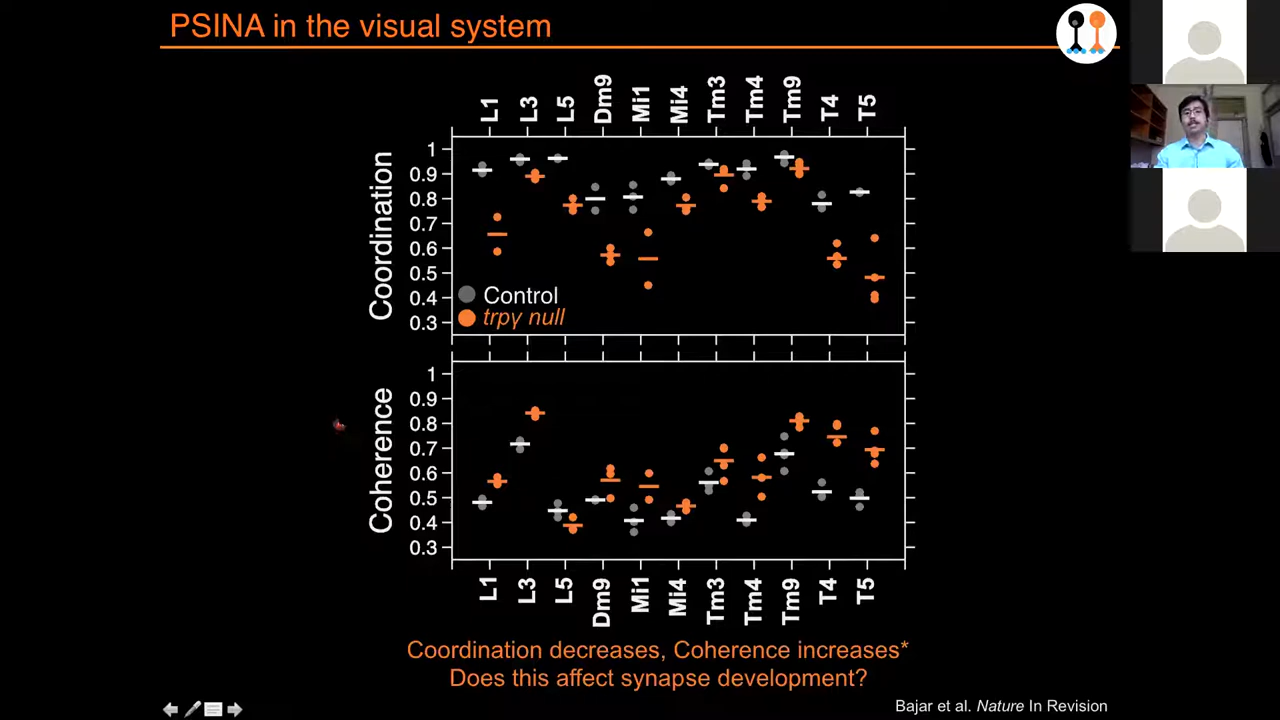 PSINA in the visual system
L1 L3 L5 Dm9 Mi1 Mi4 Tm3 Tm4 Tm9 T4 T5
Coordination
1
0.9
0.8
0.7
0.6
0.5
0.4
0.3
Control
trpγ null
Coherence
1
0.9
0.8
0.7
0.6
0.5
0.4
0.3
L1 L3 L5 Dm9 Mi1 Mi4 Tm3 Tm4 Tm9 T4 T5
Coordination decreases, Coherence increases*
Does this affect synapse development?
Bajar et al. Nature In Revision